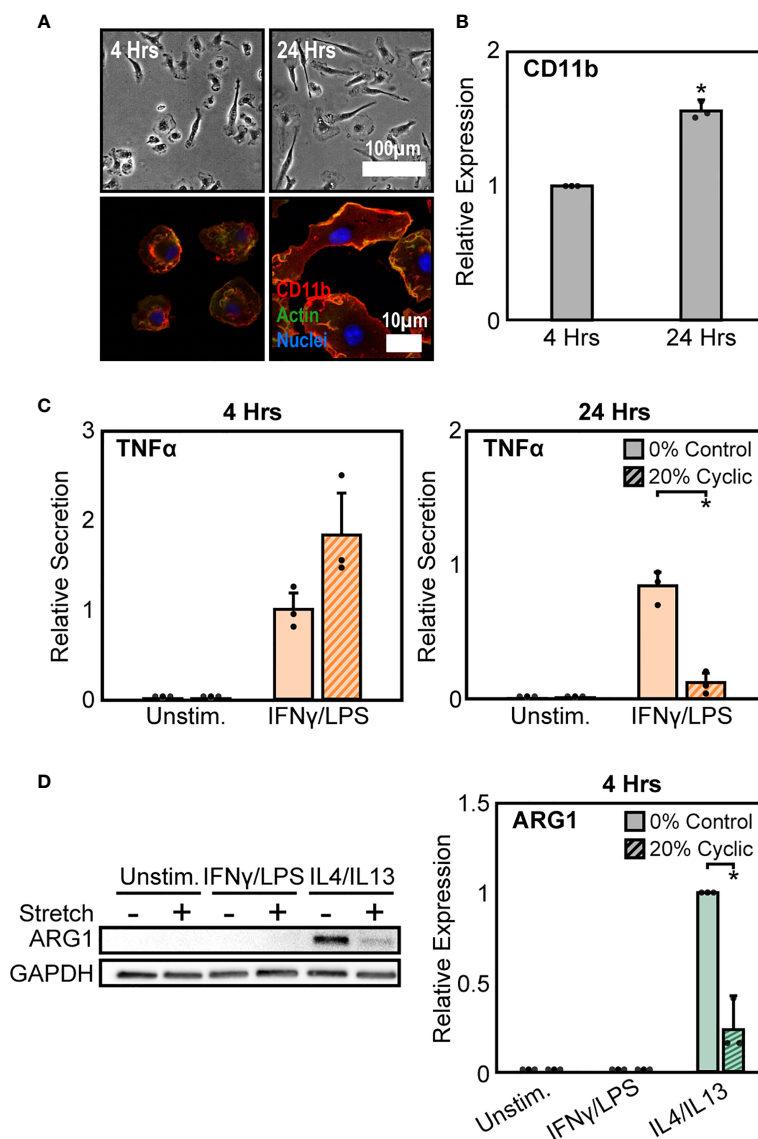 A
4 Hrs
24 Hrs
100μm
CD11b
Actin
Nuclei
10μm
B
CD11b
*
Relative Expression
2
1
0
4 Hrs
24 Hrs
C
4 Hrs
TNFα
Relative Secretion
3
2
1
0
Unstim.
IFNγ/LPS
24 Hrs
TNFα
0% Control
20% Cyclic
*
Relative Secretion
2
1
0
Unstim.
IFNγ/LPS
D
Unstim. IFNγ/LPS IL4/IL13
Stretch - + - + - +
ARG1
GAPDH
4 Hrs
ARG1
0% Control
20% Cyclic
*
Relative Expression
1.5
1
0.5
0
Unstim.
IFNγ/LPS
IL4/IL13